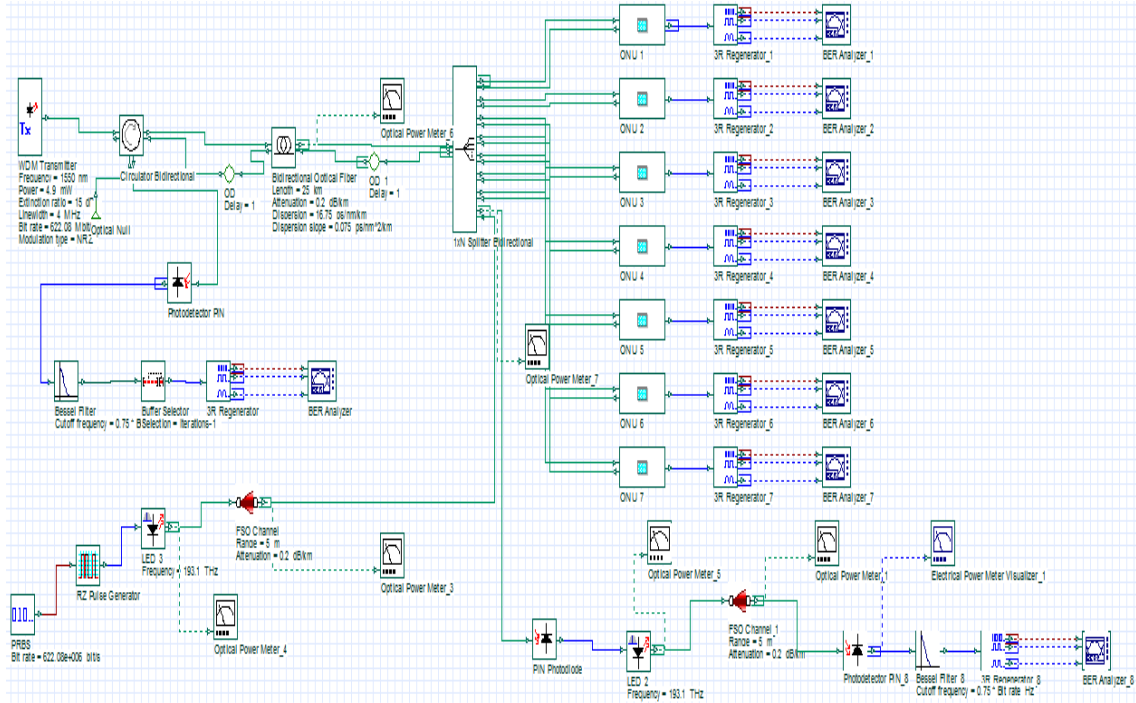 ONU 1
3R Regenerator_1
BER Analyzer_1
Tx
Optical Power Meter_6
ONU 2
3R Regenerator_2
BER Analyzer_2
WDM Transmitter
Frequency = 1550 nm
Power = 4.9 mW
Extinction ratio = 15 d
Linewidth = 4 MHz
Bit rate = 622.08 Mbit
Modulation type = NRZ
Circulator Bidirectional
Optical Null
OD
Delay = 1
Bidirectional Optical Fiber
Length = 25 km
Attenuation = 0.2 dB/km
Dispersion = 16.75 ps/nm/km
Dispersion slope = 0.075 ps/nm^2/km
OD_1
Delay = 1
1xN Splitter Bidirectional
ONU 3
3R Regenerator_3
BER Analyzer_3
ONU 4
3R Regenerator_4
BER Analyzer_4
Photodetector PIN
ONU 5
3R Regenerator_5
BER Analyzer_5
Optical Power Meter_7
Bessel Filter
Cutoff frequency = 0.75 * B
Buffer Selector
Selection = Iterations-1
3R Regenerator
BER Analyzer
ONU 6
3R Regenerator_6
BER Analyzer_6
ONU 7
3R Regenerator_7
BER Analyzer_7
FSO Channel
Range = 5 m
Attenuation = 0.2 dB/km
LED 3
Frequency = 193.1 THz
Optical Power Meter_3
RZ Pulse Generator
Optical Power Meter_4
PRBS
Bit rate = 622.08e+006 bit/s
Optical Power Meter_5
Optical Power Meter_1
Electrical Power Meter Visualizer_1
FSO Channel_1
Range = 5 m
Attenuation = 0.2 dB/km
PIN Photodiode
LED 2
Frequency = 193.1 THz
Photodetector PIN_8
Bessel Filter 8
Cutoff frequency = 0.75 * Bit rate Hz
3R Regenerator_8
BER Analyzer_8